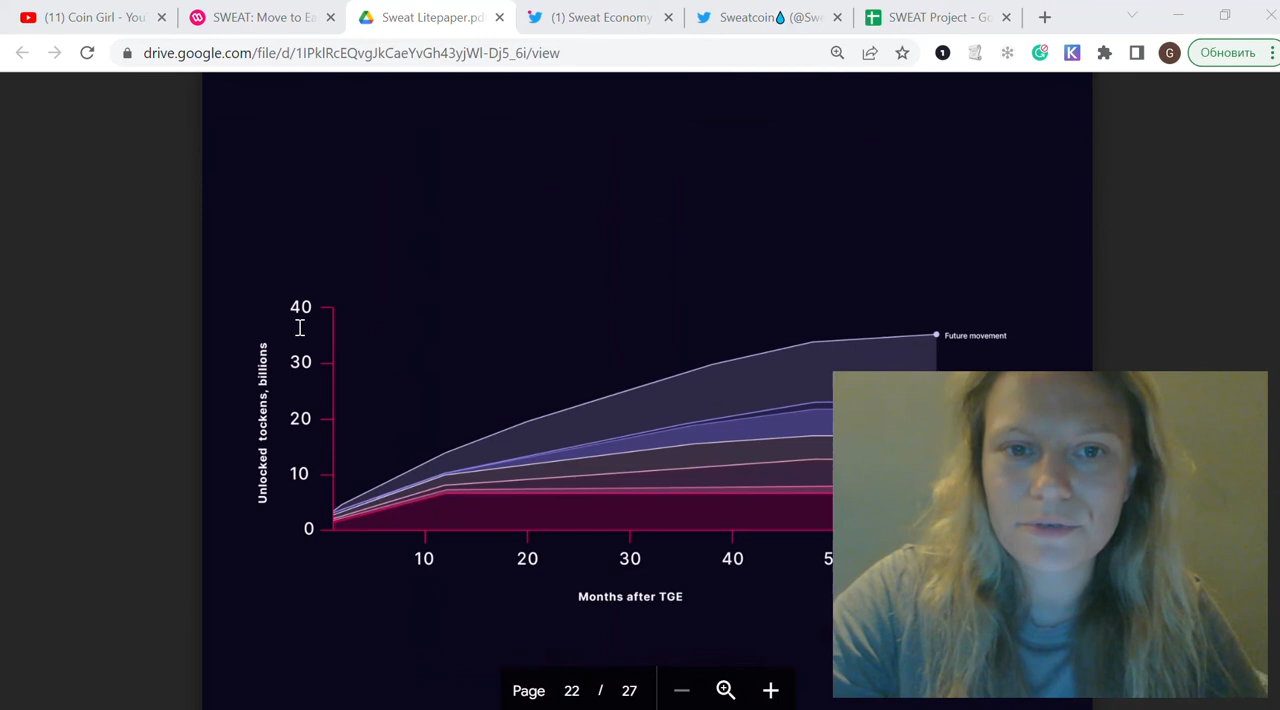 (11) Coin Girl - You
SWEAT: Move to Ea
Sweat Litepaper.pd
(1) Sweat Economy
Sweatcoin💧 (@Swe
SWEAT Project - Go
drive.google.com/file/d/1IPklRcEQvqJkCaeYvGh43yjWI-Dj5_6i/view
G
Обновить
40
30
20
10
0
Unlocked tockens, billions
Future movement
10
20
30
40
5
Months after TGE
Page 22 / 27